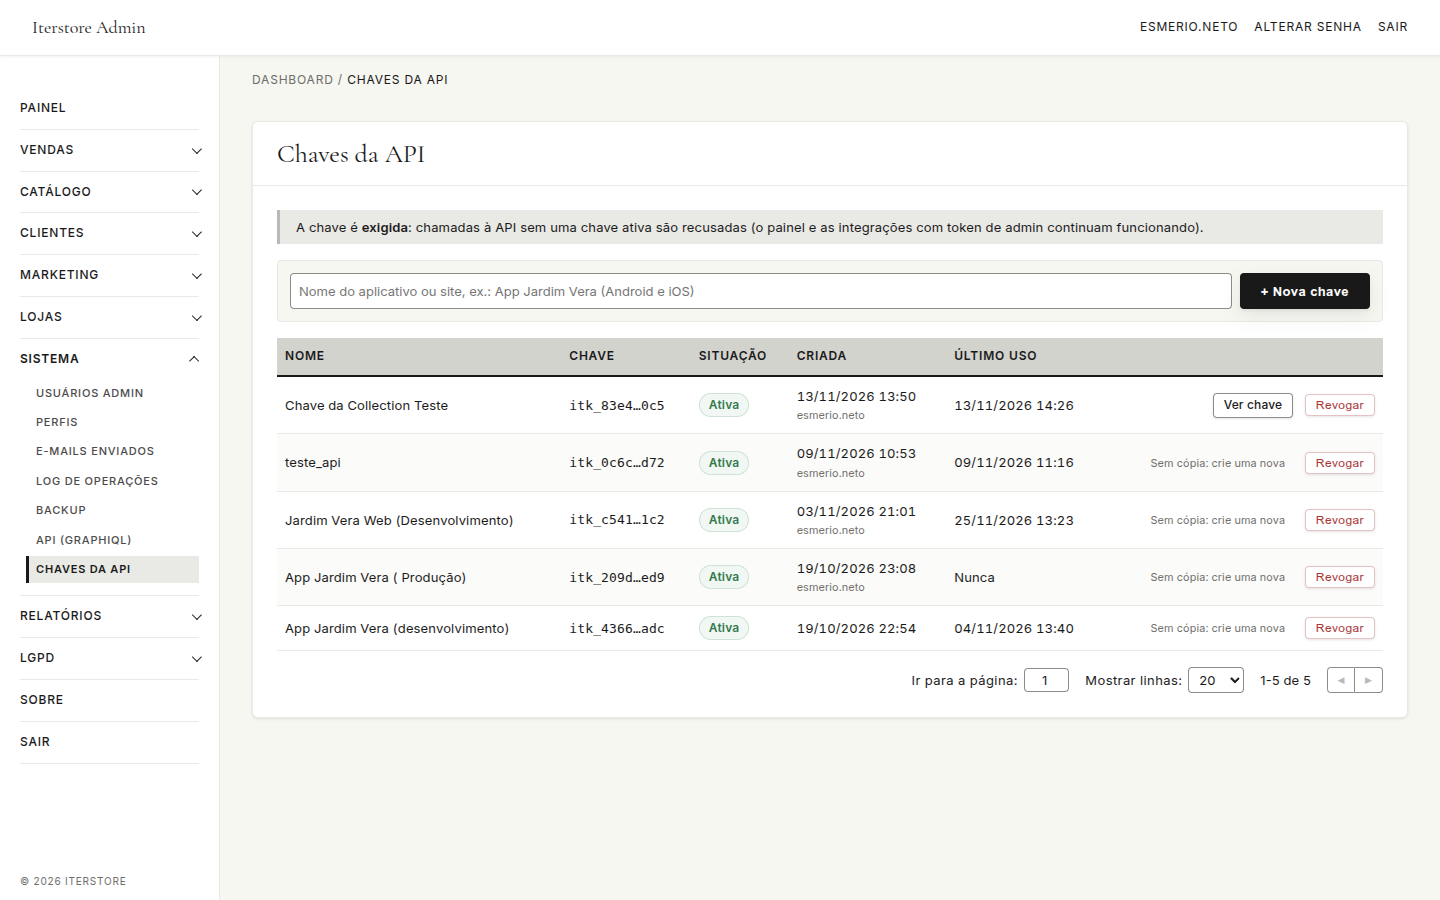 Iterstore Admin
ESMERIO.NETO ALTERAR SENHA SAIR
DASHBOARD / CHAVES DA API
PAINEL
VENDAS
CATÁLOGO
CLIENTES
MARKETING
LOJAS
SISTEMA
USUÁRIOS ADMIN
PERFIS
E-MAILS ENVIADOS
LOG DE OPERAÇÕES
BACKUP
API (GRAPHIQL)
CHAVES DA API
RELATÓRIOS
LGPD
SOBRE
SAIR
© 2026 ITERSTORE
Chaves da API
A chave é exigida: chamadas à API sem uma chave ativa são recusadas (o painel e as integrações com token de admin continuam funcionando).
Nome do aplicativo ou site, ex.: App Jardim Vera (Android e iOS)
+ Nova chave
NOME CHAVE SITUAÇÃO CRIADA ÚLTIMO USO
Chave da Collection Teste itk_83e4…0c5 Ativa 13/11/2026 13:50 13/11/2026 14:26 Ver chave Revogar
esmerio.neto
teste_api itk_0c6c…d72 Ativa 09/11/2026 10:53 09/11/2026 11:16 Sem cópia: crie uma nova Revogar
esmerio.neto
Jardim Vera Web (Desenvolvimento) itk_c541…1c2 Ativa 03/11/2026 21:01 25/11/2026 13:23 Sem cópia: crie uma nova Revogar
esmerio.neto
App Jardim Vera ( Produção) itk_209d…ed9 Ativa 19/10/2026 23:08 Nunca Sem cópia: crie uma nova Revogar
esmerio.neto
App Jardim Vera (desenvolvimento) itk_4366…adc Ativa 19/10/2026 22:54 04/11/2026 13:40 Sem cópia: crie uma nova Revogar
Ir para a página: 1 Mostrar linhas: 20 1-5 de 5